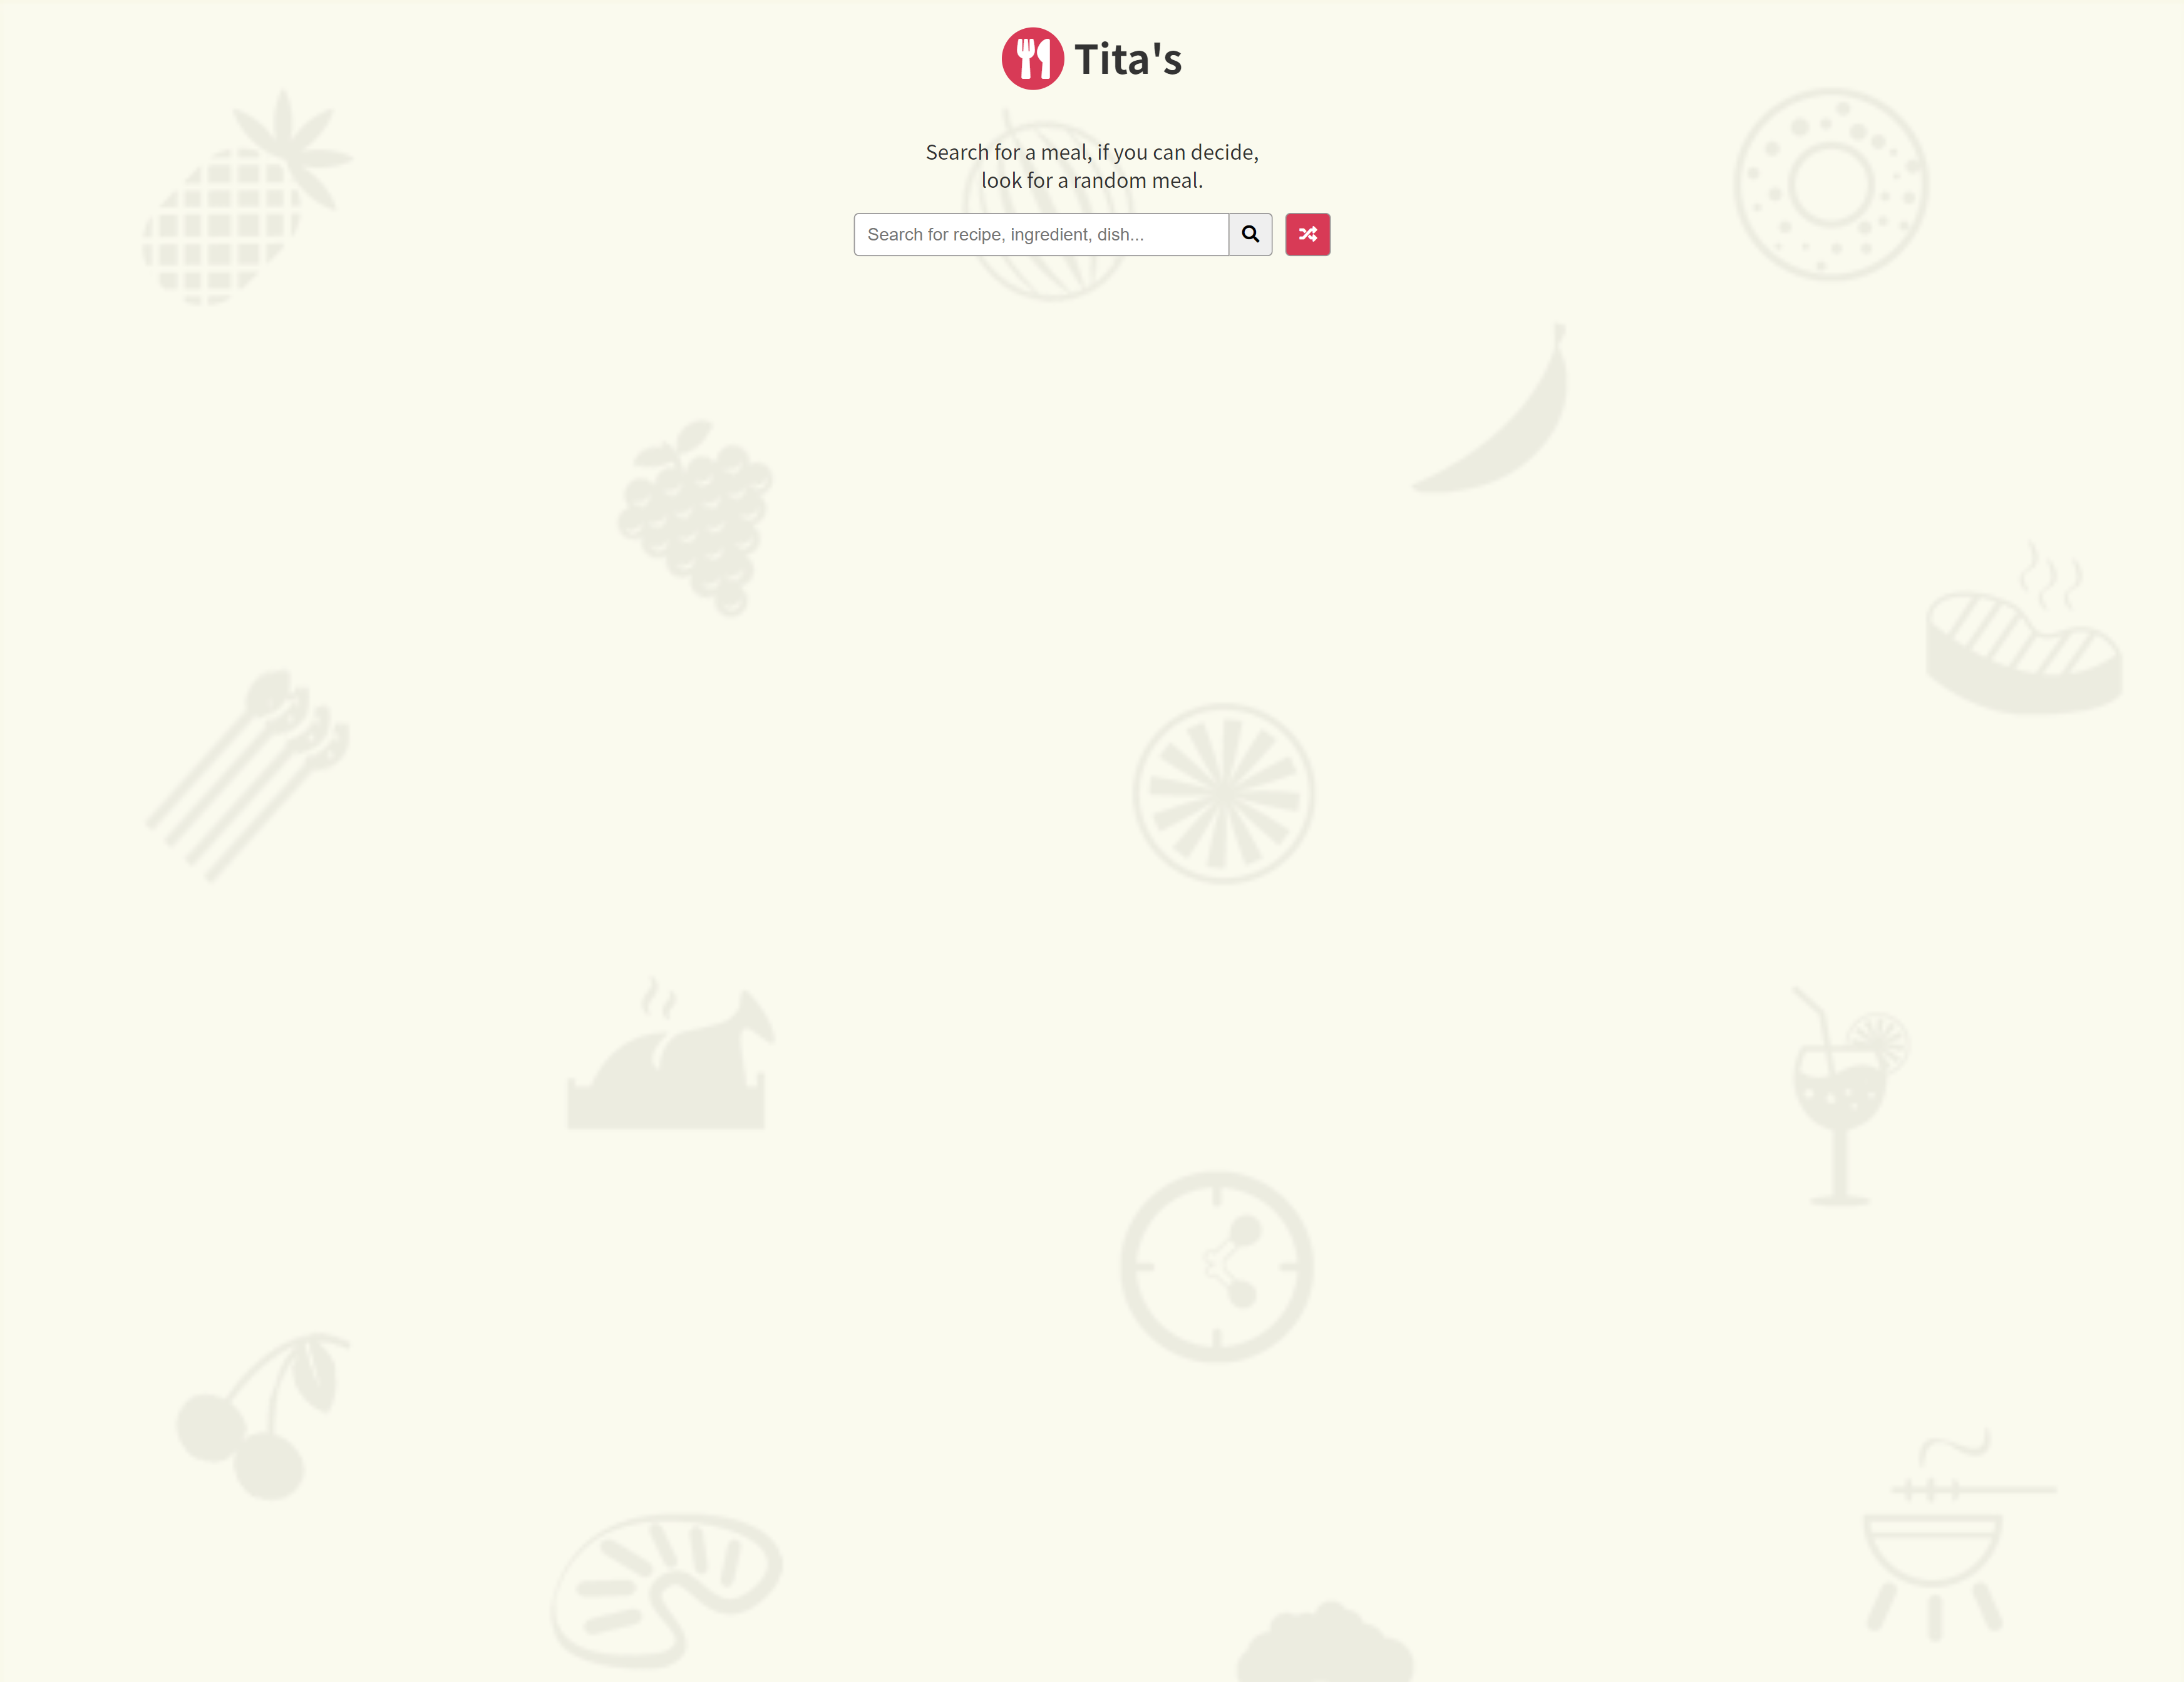 Tita's
Search for a meal, if you can decide,
look for a random meal.
Search for recipe, ingredient, dish...